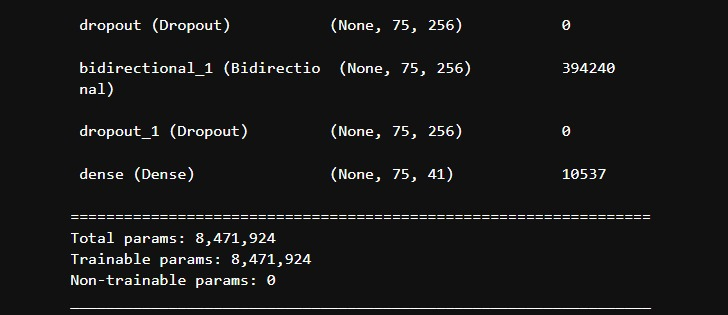 dropout (Dropout) (None, 75, 256) 0
bidirectional_1 (Bidirectio (None, 75, 256) 394240
nal)
dropout_1 (Dropout) (None, 75, 256) 0
dense (Dense) (None, 75, 41) 10537
=================================================================
Total params: 8,471,924
Trainable params: 8,471,924
Non-trainable params: 0
_________________________________________________________________